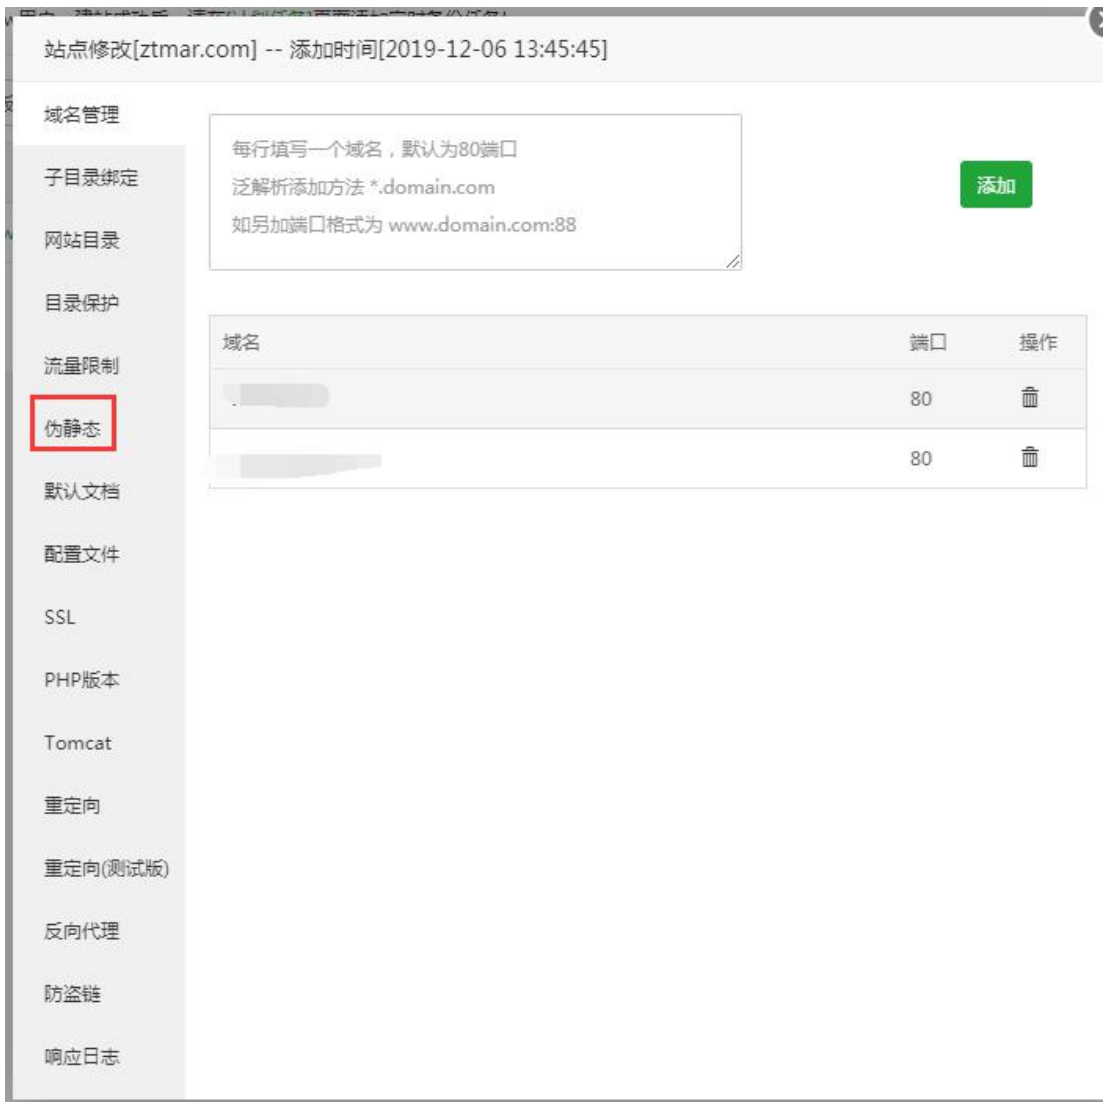 站点修改[ztmar.com] -- 添加时间[2019-12-06 13:45:45]
域名管理
子目录绑定
网站目录
目录保护
流量限制
伪静态
默认文档
配置文件
SSL
PHP版本
Tomcat
重定向
重定向(测试版)
反向代理
防盗链
响应日志
每行填写一个域名，默认为80端口
泛解析添加方法 *.domain.com
如另加端口格式为 www.domain.com:88
添加
域名 端口 操作
80
80